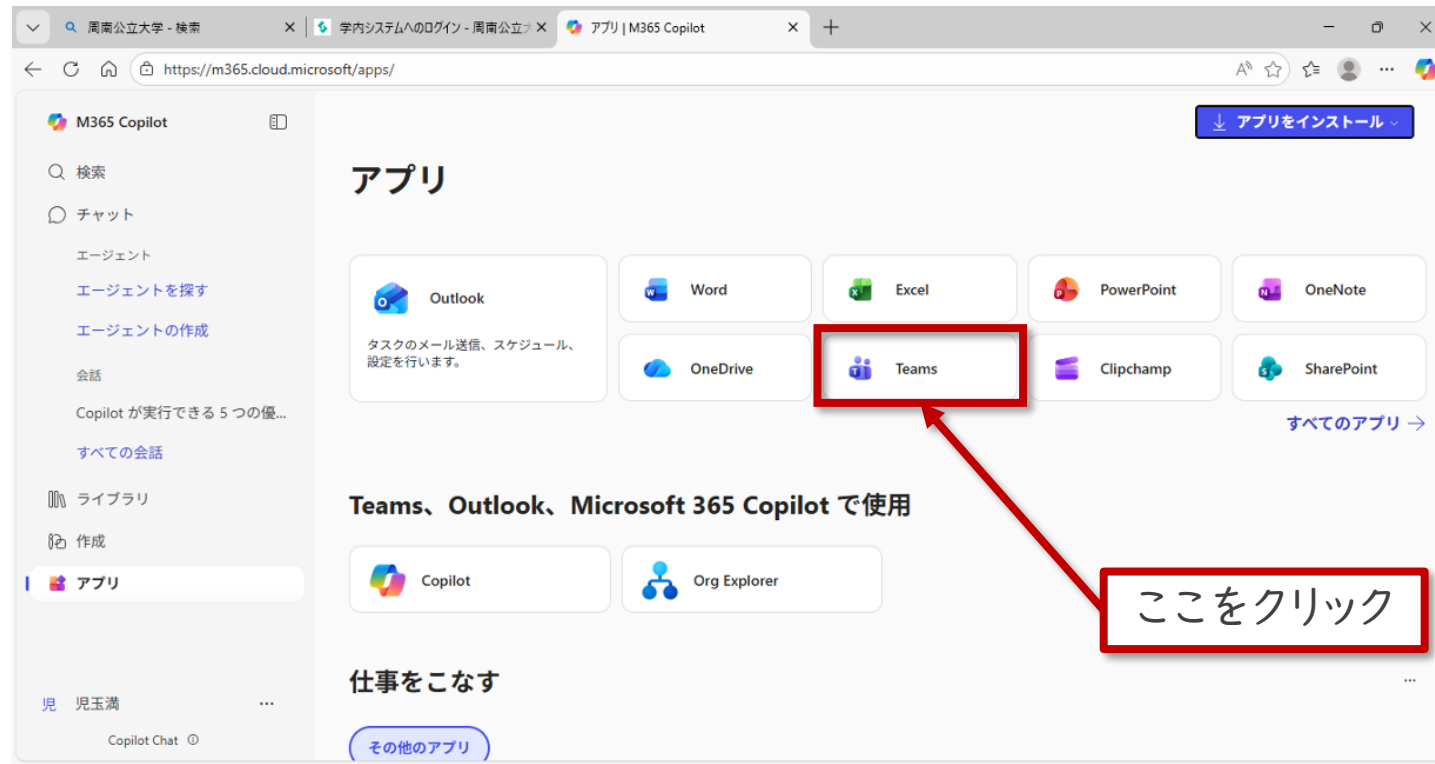 周南公立大学 - 検索
学内システムへのログイン - 周南公立大
アプリ | M365 Copilot
https://m365.cloud.microsoft/apps/
M365 Copilot
アプリをインストール
検索
アプリ
チャット
エージェント
エージェントを探す
エージェントの作成
会話
Copilot が実行できる 5 つの優...
すべての会話
ライブラリ
作成
アプリ
児 児玉満
Copilot Chat
Outlook
タスクのメール送信、スケジュール、
設定を行います。
Word
Excel
PowerPoint
OneNote
OneDrive
Teams
Clipchamp
SharePoint
すべてのアプリ
Teams、Outlook、Microsoft 365 Copilot で使用
Copilot
Org Explorer
ここをクリック
仕事をこなす
その他のアプリ